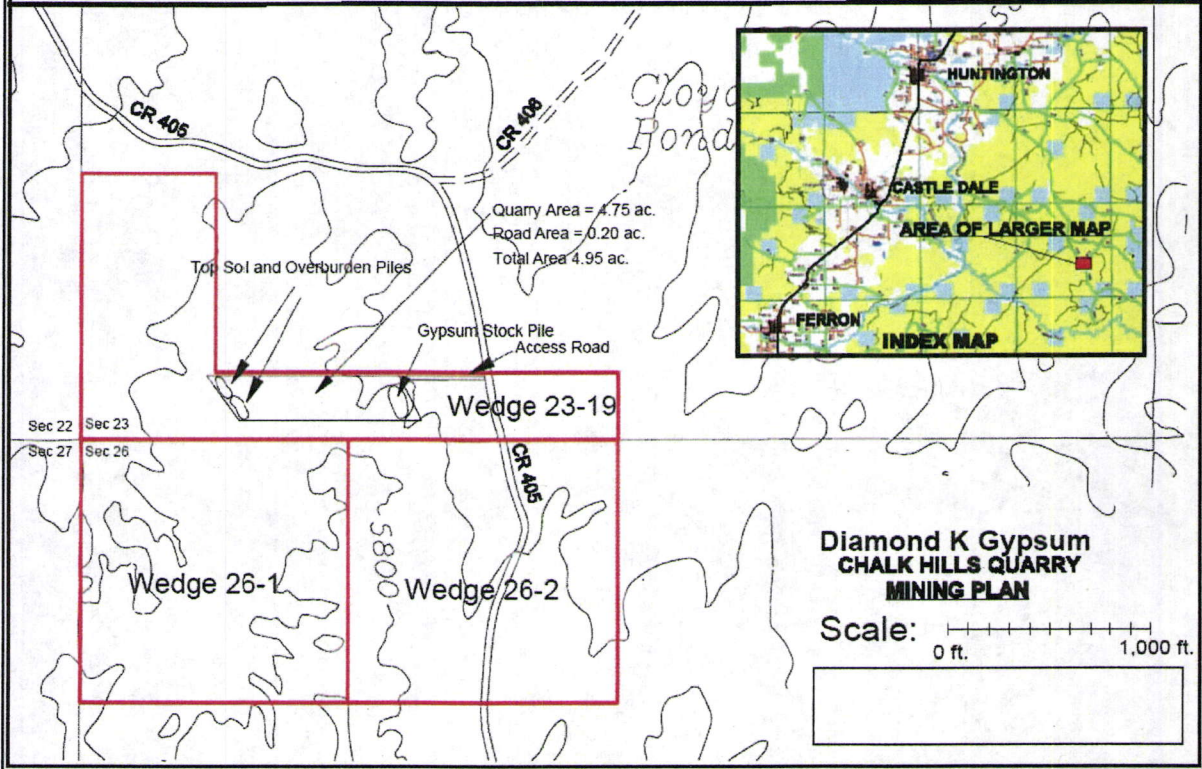 Cloyd
Pond
CR 405
CR 406
HUNTINGTON
CASTLE DALE
AREA OF LARGER MAP
FERRON
INDEX MAP
Quarry Area = 4.75 ac.
Road Area = 0.20 ac.
Total Area 4.95 ac.
Top Soil and Overburden Piles
Gypsum Stock Pile
Access Road
Wedge 23-19
Sec 22
Sec 23
Sec 27
Sec 26
CR 405
5800
Wedge 26-1
Wedge 26-2
Diamond K Gypsum
CHALK HILLS QUARRY
MINING PLAN
Scale:
0 ft.
1,000 ft.